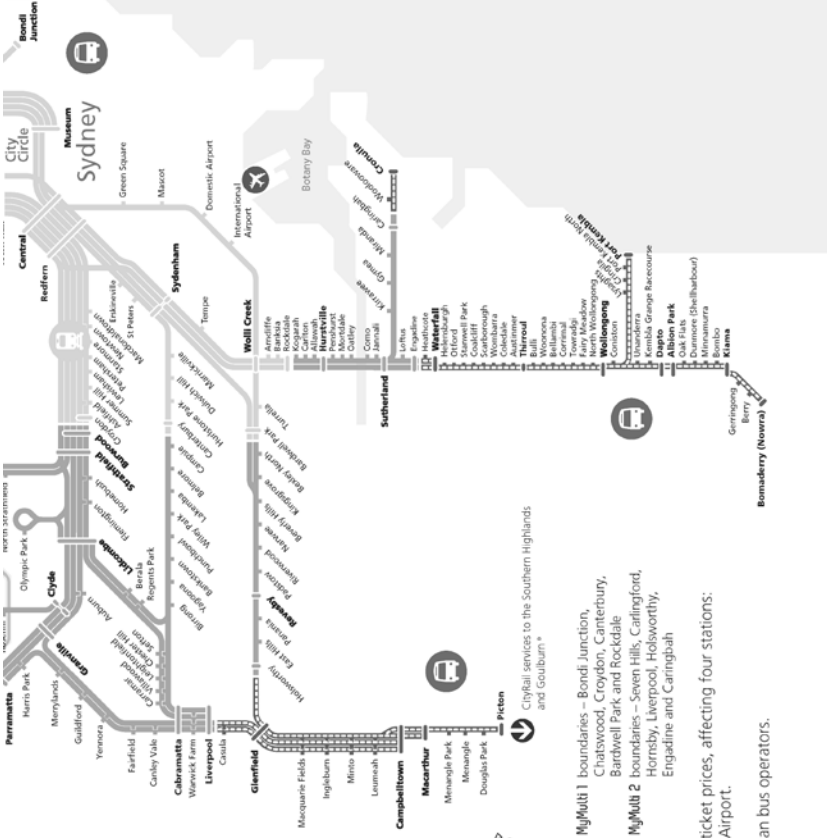 Bondi
Junction
City
Circle
Museum
Sydney
Central
Redfern
Green Square
Mascot
Domestic Airport
International
Airport
Botany Bay
Erskineville
St Peters
Sydenham
Tempe
Wolli Creek
Macdonaldtown
Newtown
Stanmore
Petersham
Lewisham
Summer Hill
Ashfield
Croydon
Burwood
Strathfield
Homebush
Flemington
Lidcombe
North Strathfield
Olympic Park
Clyde
Auburn
Granville
Parramatta
Harris Park
Merrylands
Guildford
Yennora
Fairfield
Canley Vale
Cabramatta
Warwick Farm
Liverpool
Casula
Glenfield
Berala
Regents Park
Sefton
Chester Hill
Leightonfield
Villawood
Carramar
Marrickville
Dulwich Hill
Hurlstone Park
Canterbury
Campsie
Belmore
Lakemba
Wiley Park
Punchbowl
Bankstown
Yagoona
Birrong
Turrella
Bardwell Park
Bexley North
Kingsgrove
Beverly Hills
Narwee
Riverwood
Padstow
Revesby
Panania
East Hills
Holsworthy
Macquarie Fields
Ingleburn
Minto
Leumeah
Campbelltown
Macarthur
Menangle Park
Menangle
Douglas Park
Picton
CityRail services to the Southern Highlands
and Goulburn *
Arncliffe
Banksia
Rockdale
Kogarah
Carlton
Allawah
Hurstville
Penshurst
Mortdale
Oatley
Como
Jannali
Sutherland
Kirrawee
Gymea
Miranda
Caringbah
Woolooware
Cronulla
Loftus
Engadine
Heathcote
Waterfall
Helensburgh
Otford
Stanwell Park
Coalcliff
Scarborough
Wombarra
Coledale
Austinmer
Thirroul
Bulli
Woonona
Bellambi
Corrimal
Towradgi
Fairy Meadow
North Wollongong
Wollongong
Coniston
Lysaghts
Cringila
Port Kembla North
Port Kembla
Unanderra
Kembla Grange Racecourse
Dapto
Albion Park
Oak Flats
Dunmore (Shellharbour)
Minnamurra
Bombo
Kiama
Gerringong
Berry
Bomaderry (Nowra)
MyMulti 1 boundaries – Bondi Junction,
Chatswood, Croydon, Canterbury,
Bardwell Park and Rockdale
MyMulti 2 boundaries – Seven Hills, Carlingford,
Hornsby, Liverpool, Holsworthy,
Engadine and Caringbah
ticket prices, affecting four stations:
Airport.
an bus operators.